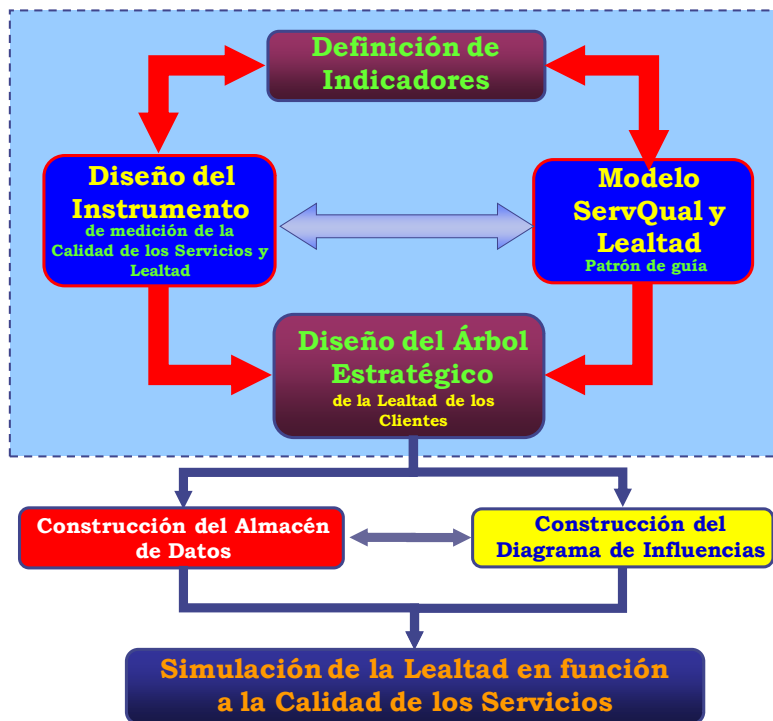 Definición de
Indicadores
Diseño del
Instrumento
de medición de la
Calidad de los Servicios y
Lealtad
Modelo
ServQual y
Lealtad
Patrón de guía
Diseño del Árbol
Estratégico
de la Lealtad de los
Clientes
Construcción del Almacén
de Datos
Construcción del
Diagrama de Influencias
Simulación de la Lealtad en función
a la Calidad de los Servicios